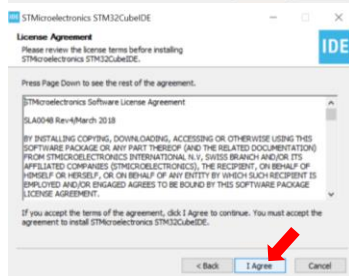 IDE STMicroelectronics STM32CubeIDE
License Agreement
Please review the license terms before installing
STMicroelectronics STM32CubeIDE.
IDE
Press Page Down to see the rest of the agreement.
STMicroelectronics Software License Agreement
SLA0048 Rev4/March 2018
BY INSTALLING COPYING, DOWNLOADING, ACCESSING OR OTHERWISE USING THIS
SOFTWARE PACKAGE OR ANY PART THEREOF (AND THE RELATED DOCUMENTATION)
FROM STMICROELECTRONICS INTERNATIONAL N.V, SWISS BRANCH AND/OR ITS
AFFILIATED COMPANIES (STMICROELECTRONICS), THE RECIPIENT, ON BEHALF OF
HIMSELF OR HERSELF, OR ON BEHALF OF ANY ENTITY BY WHICH SUCH RECIPIENT IS
EMPLOYED AND/OR ENGAGED AGREES TO BE BOUND BY THIS SOFTWARE PACKAGE
LICENSE AGREEMENT.
If you accept the terms of the agreement, click I Agree to continue. You must accept the
agreement to install STMicroelectronics STM32CubeIDE.
< Back I Agree Cancel